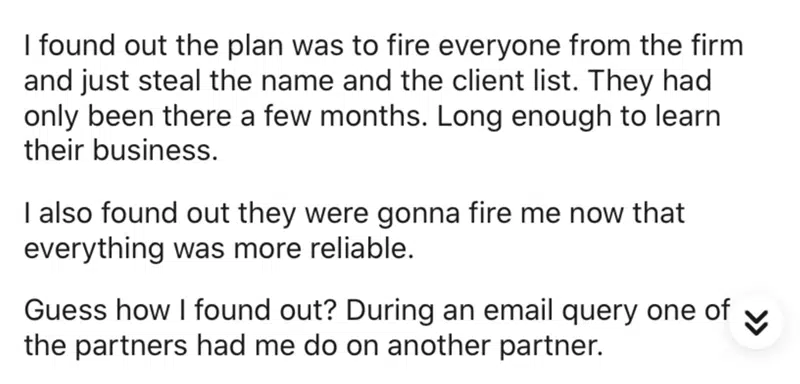 I found out the plan was to fire everyone from the firm
and just steal the name and the client list. They had
only been there a few months. Long enough to learn
their business.
I also found out they were gonna fire me now that
everything was more reliable.
Guess how I found out? During an email query one of
the partners had me do on another partner.